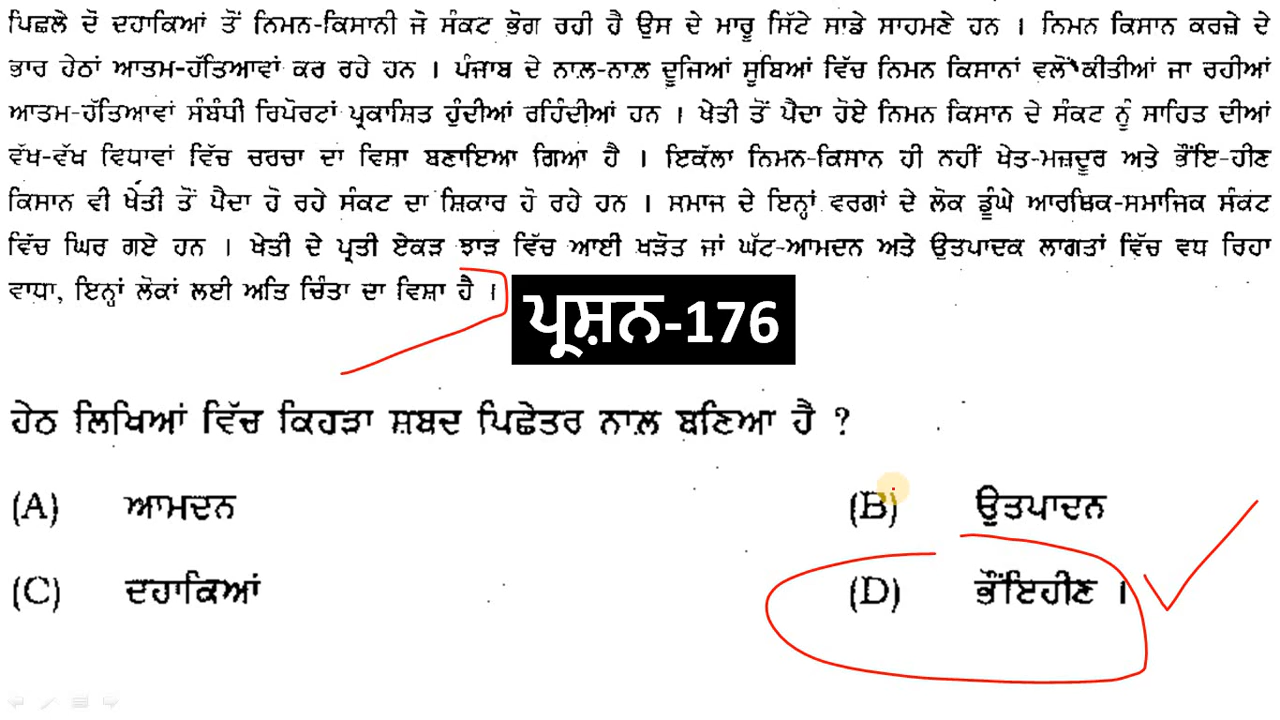 ਪਿਛਲੇ ਦੋ ਦਹਾਕਿਆਂ ਤੋਂ ਨਿਮਨ-ਕਿਸਾਨੀ ਜੋ ਸੰਕਟ ਭੋਗ ਰਹੀ ਹੈ ਉਸ ਦੇ ਮਾਰੂ ਸਿੱਟੇ ਸਾਡੇ ਸਾਹਮਣੇ ਹਨ । ਨਿਮਨ ਕਿਸਾਨ ਕਰਜ਼ੇ ਦੇ
ਭਾਰ ਹੇਠਾਂ ਆਤਮ-ਹੱਤਿਆਵਾਂ ਕਰ ਰਹੇ ਹਨ । ਪੰਜਾਬ ਦੇ ਨਾਲ-ਨਾਲ ਦੂਜਿਆਂ ਸੂਬਿਆਂ ਵਿੱਚ ਨਿਮਨ ਕਿਸਾਨਾਂ ਵਲੋਂ ਕੀਤੀਆਂ ਜਾ ਰਹੀਆਂ
ਆਤਮ-ਹੱਤਿਆਵਾਂ ਸੰਬੰਧੀ ਰਿਪੋਰਟਾਂ ਪ੍ਰਕਾਸ਼ਿਤ ਹੁੰਦੀਆਂ ਰਹਿੰਦੀਆਂ ਹਨ । ਖੇਤੀ ਤੋਂ ਪੈਦਾ ਹੋਏ ਨਿਮਨ ਕਿਸਾਨ ਦੇ ਸੰਕਟ ਨੂੰ ਸਾਹਿਤ ਦੀਆਂ
ਵੱਖ-ਵੱਖ ਵਿਧਾਵਾਂ ਵਿੱਚ ਚਰਚਾ ਦਾ ਵਿਸ਼ਾ ਬਣਾਇਆ ਗਿਆ ਹੈ । ਇਕੱਲਾ ਨਿਮਨ-ਕਿਸਾਨ ਹੀ ਨਹੀਂ ਖੇਤ-ਮਜ਼ਦੂਰ ਅਤੇ ਭੌਂਇ-ਹੀਣ
ਕਿਸਾਨ ਵੀ ਖੇਤੀ ਤੋਂ ਪੈਦਾ ਹੋ ਰਹੇ ਸੰਕਟ ਦਾ ਸ਼ਿਕਾਰ ਹੋ ਰਹੇ ਹਨ । ਸਮਾਜ ਦੇ ਇਨ੍ਹਾਂ ਵਰਗਾਂ ਦੇ ਲੋਕ ਡੂੰਘੇ ਆਰਥਿਕ-ਸਮਾਜਿਕ ਸੰਕਟ
ਵਿੱਚ ਘਿਰ ਗਏ ਹਨ । ਖੇਤੀ ਦੇ ਪ੍ਰਤੀ ਏਕੜ ਝਾੜ ਵਿੱਚ ਆਈ ਖੜੋਤ ਜਾਂ ਘੱਟ-ਆਮਦਨ ਅਤੇ ਉਤਪਾਦਕ ਲਾਗਤਾਂ ਵਿੱਚ ਵਧ ਰਿਹਾ
ਵਾਧਾ, ਇਨ੍ਹਾਂ ਲੋਕਾਂ ਲਈ ਅਤਿ ਚਿੰਤਾ ਦਾ ਵਿਸ਼ਾ ਹੈ ।
ਪ੍ਰਸ਼ਨ-176
ਹੇਠ ਲਿਖਿਆਂ ਵਿੱਚ ਕਿਹੜਾ ਸ਼ਬਦ ਪਿਛੇਤਰ ਨਾਲ ਬਣਿਆ ਹੈ ?
(A) ਆਮਦਨ (B) ਉਤਪਾਦਨ
(C) ਦਹਾਕਿਆਂ (D) ਭੌਂਇਹੀਣ ।